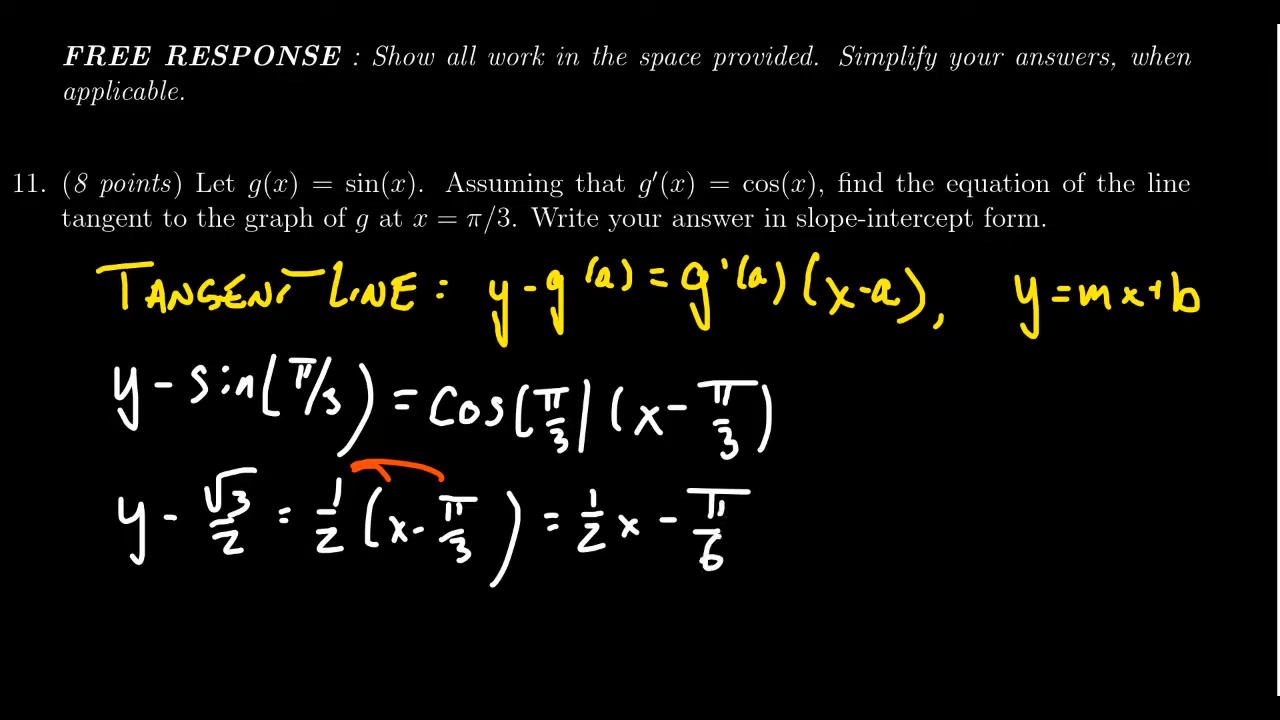 FREE RESPONSE : Show all work in the space provided. Simplify your answers, when
applicable.
11. (8 points) Let g(x) = sin(x). Assuming that g′(x) = cos(x), find the equation of the line
tangent to the graph of g at x = π/3. Write your answer in slope-intercept form.
TANGENT LINE: y - g(a) = g'(a)(x-a), y = mx+b
y - sin(π/3) = cos(π/3)(x - π/3)
y - √3/2 = 1/2(x - π/3) = 1/2x - π/6